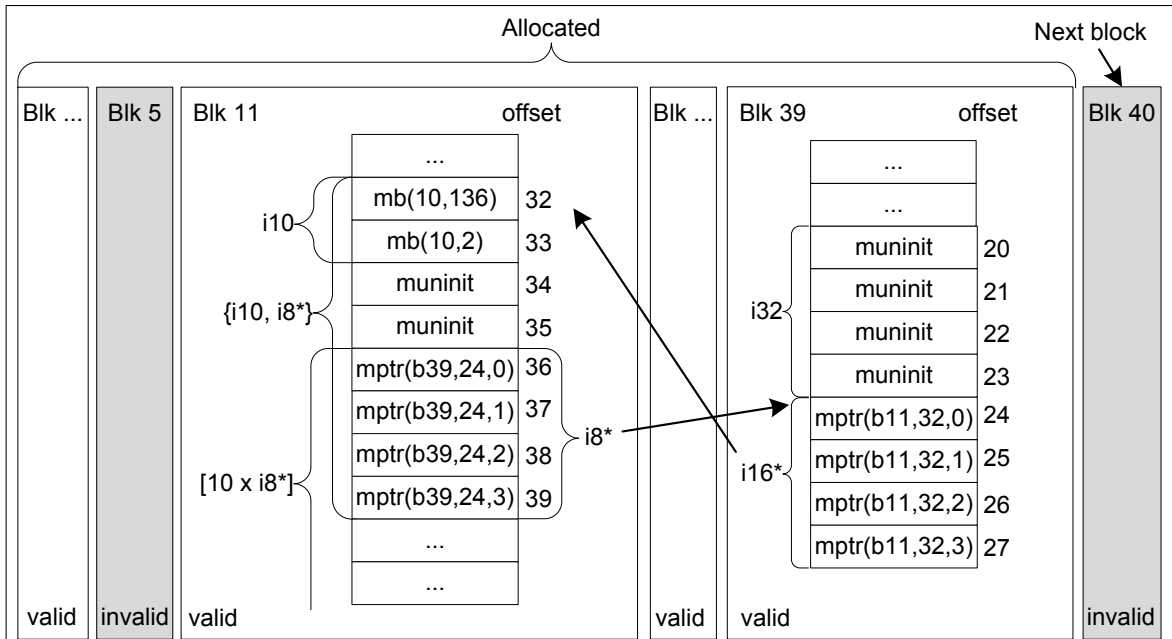 Allocated
Next block
Blk ...
Blk 5
Blk 11
offset
Blk ...
Blk 39
offset
Blk 40
...
mb(10,136) 32
mb(10,2) 33
muninit 34
muninit 35
mptr(b39,24,0) 36
mptr(b39,24,1) 37
mptr(b39,24,2) 38
mptr(b39,24,3) 39
...
...
i10
{i10, i8*}
[10 x i8*]
i8*
...
...
muninit 20
muninit 21
muninit 22
muninit 23
mptr(b11,32,0) 24
mptr(b11,32,1) 25
mptr(b11,32,2) 26
mptr(b11,32,3) 27
i32
i16*
valid
invalid
valid
valid
valid
invalid